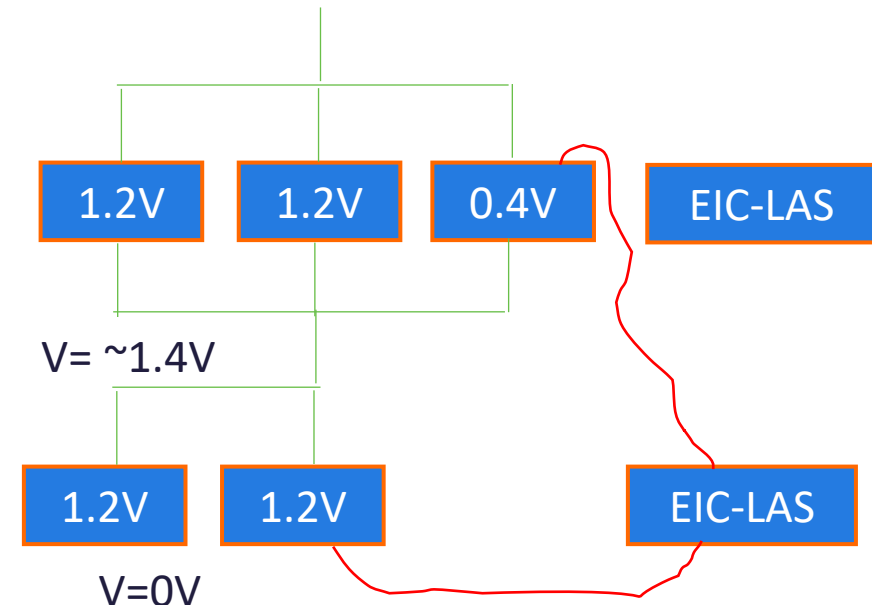 1.2V
1.2V
0.4V
EIC-LAS
V= ~1.4V
1.2V
1.2V
EIC-LAS
V=0V